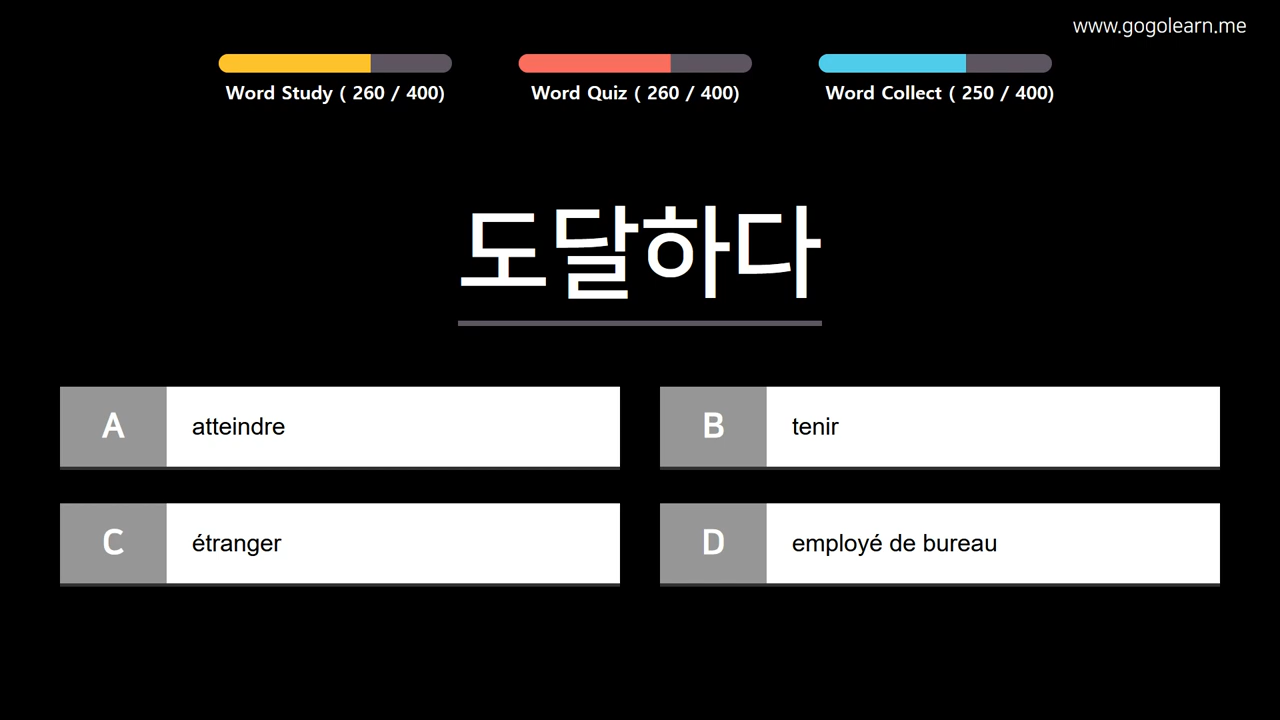 www.gogolearn.me
Word Study ( 260 / 400)
Word Quiz ( 260 / 400)
Word Collect ( 250 / 400)
도달하다
A atteindre
B tenir
C étranger
D employé de bureau